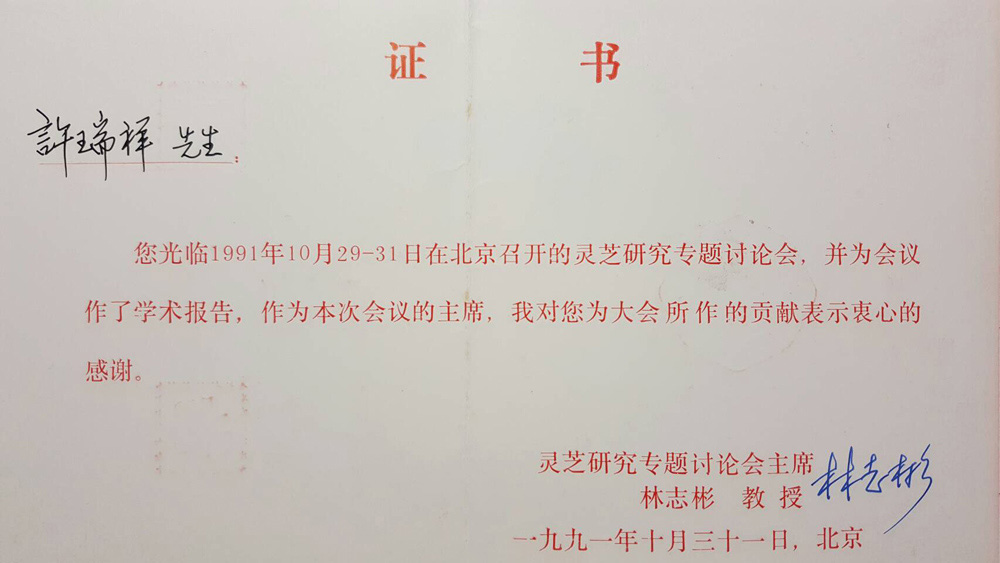 证 书
許瑞祥 先生：
您光临1991年10月29-31日在北京召开的灵芝研究专题讨论会，并为会议
作了学术报告，作为本次会议的主席，我对您为大会所作的贡献表示衷心的
感谢。
灵芝研究专题讨论会主席 林志彬
林志彬 教授
一九九一年十月三十一日，北京